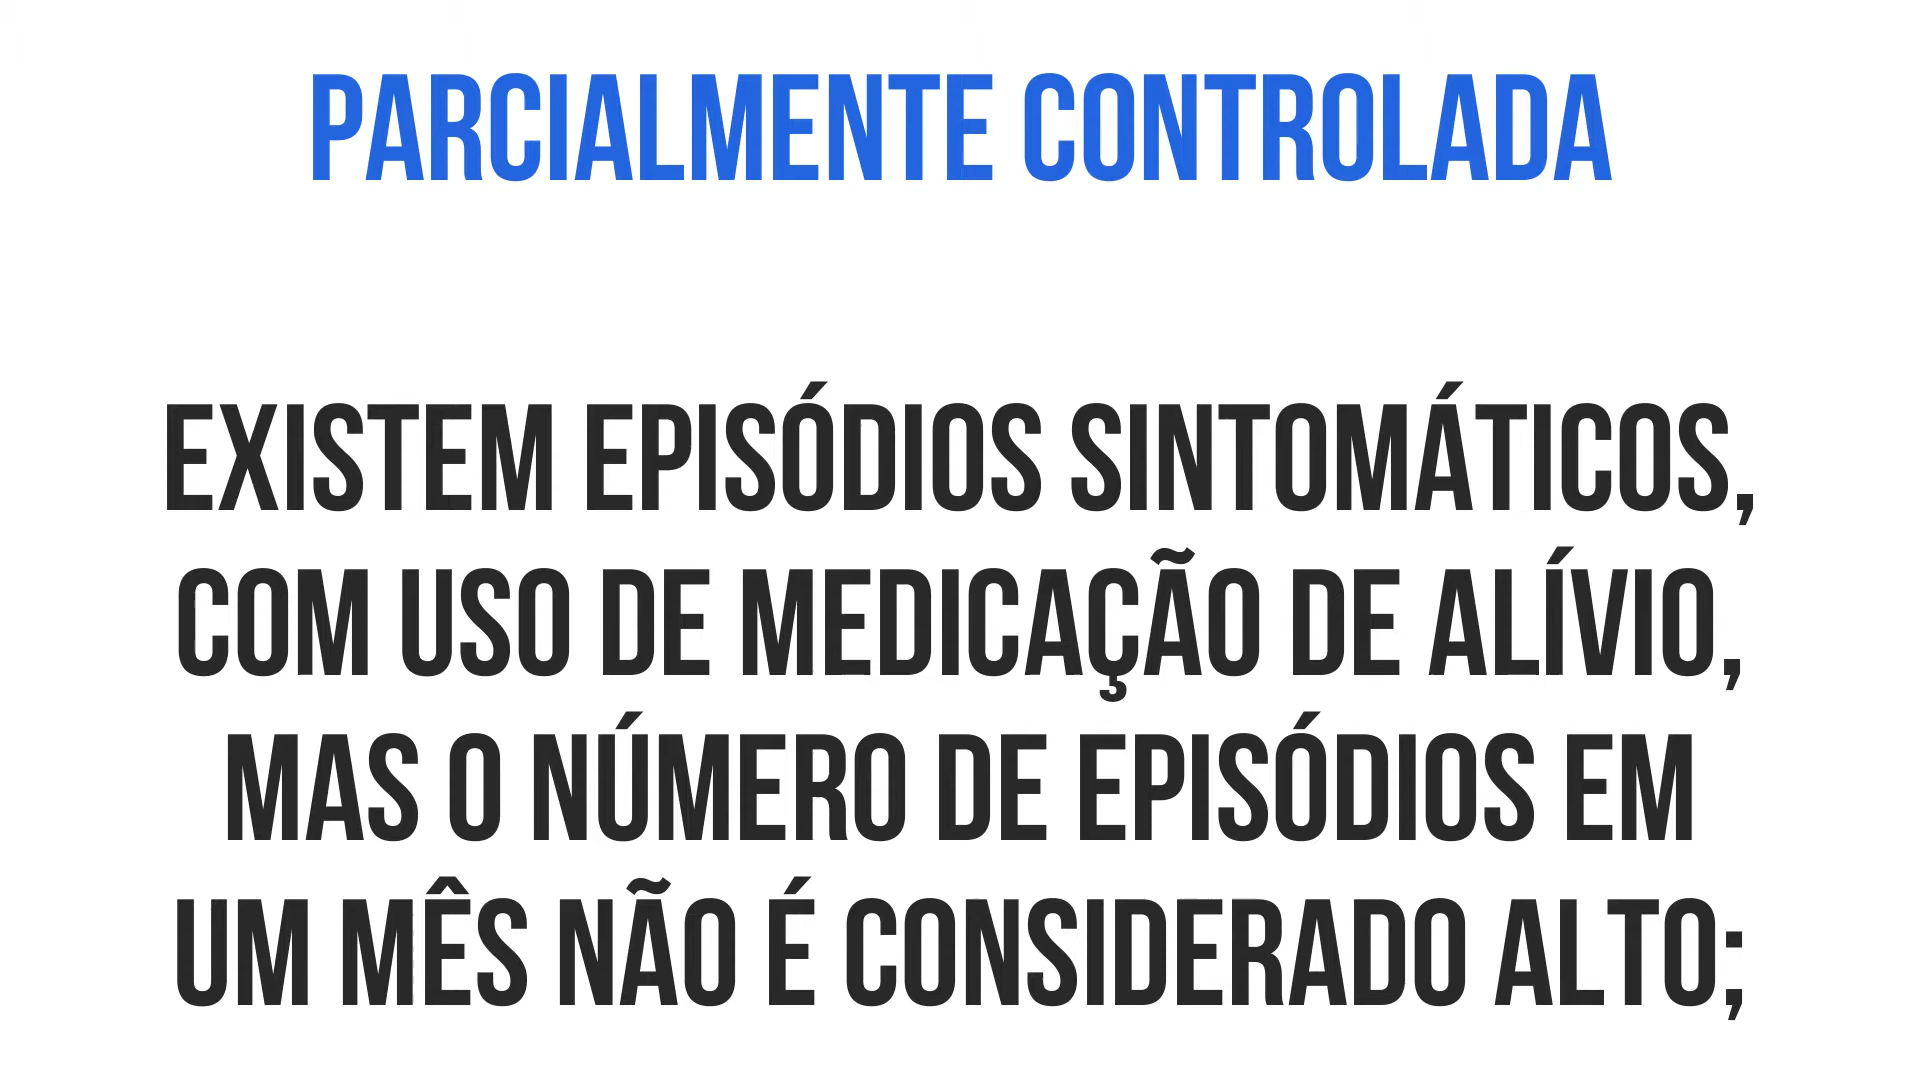 PARCIALMENTE CONTROLADA
EXISTEM EPISÓDIOS SINTOMÁTICOS,
COM USO DE MEDICAÇÃO DE ALÍVIO,
MAS O NÚMERO DE EPISÓDIOS EM
UM MÊS NÃO É CONSIDERADO ALTO;